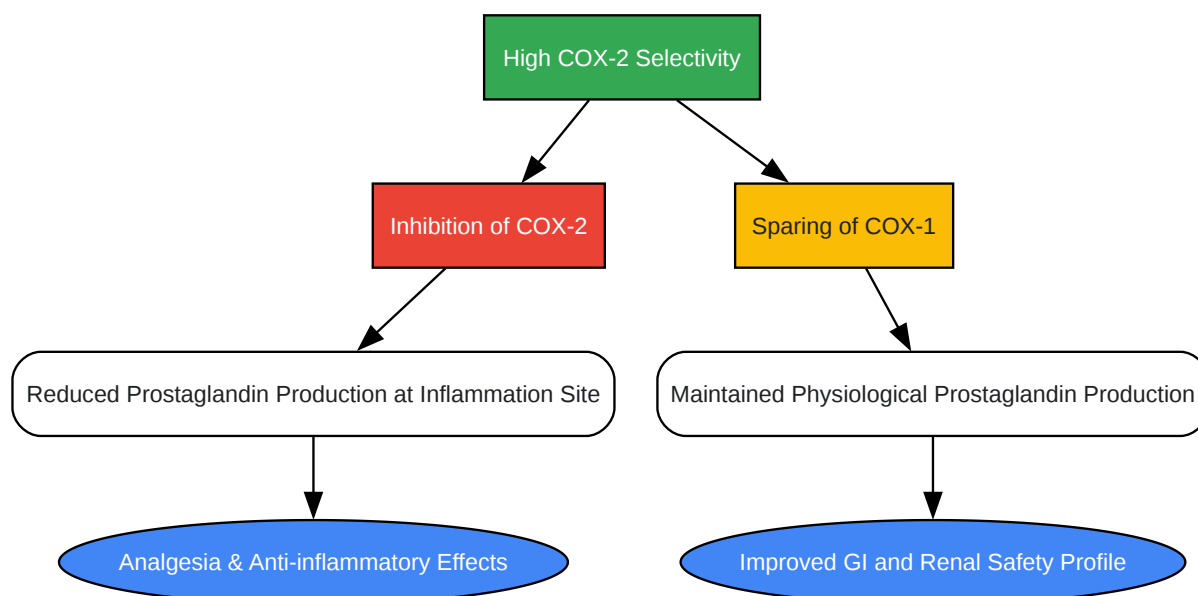 High COX-2 Selectivity
Inhibition of COX-2
Sparing of COX-1
Reduced Prostaglandin Production at Inflammation Site
Maintained Physiological Prostaglandin Production
Analgesia & Anti-inflammatory Effects
Improved GI and Renal Safety Profile